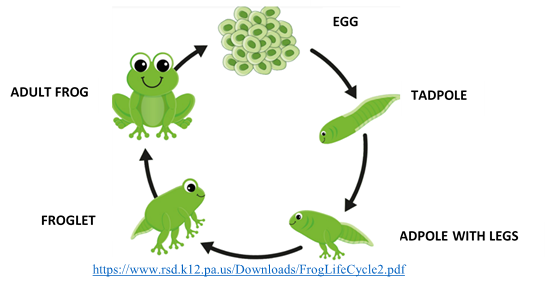 EGG
ADULT FROG
TADPOLE
FROGLET
ADPOLE WITH LEGS
https://www.rsd.k12.pa.us/Downloads/FrogLifeCycle2.pdf